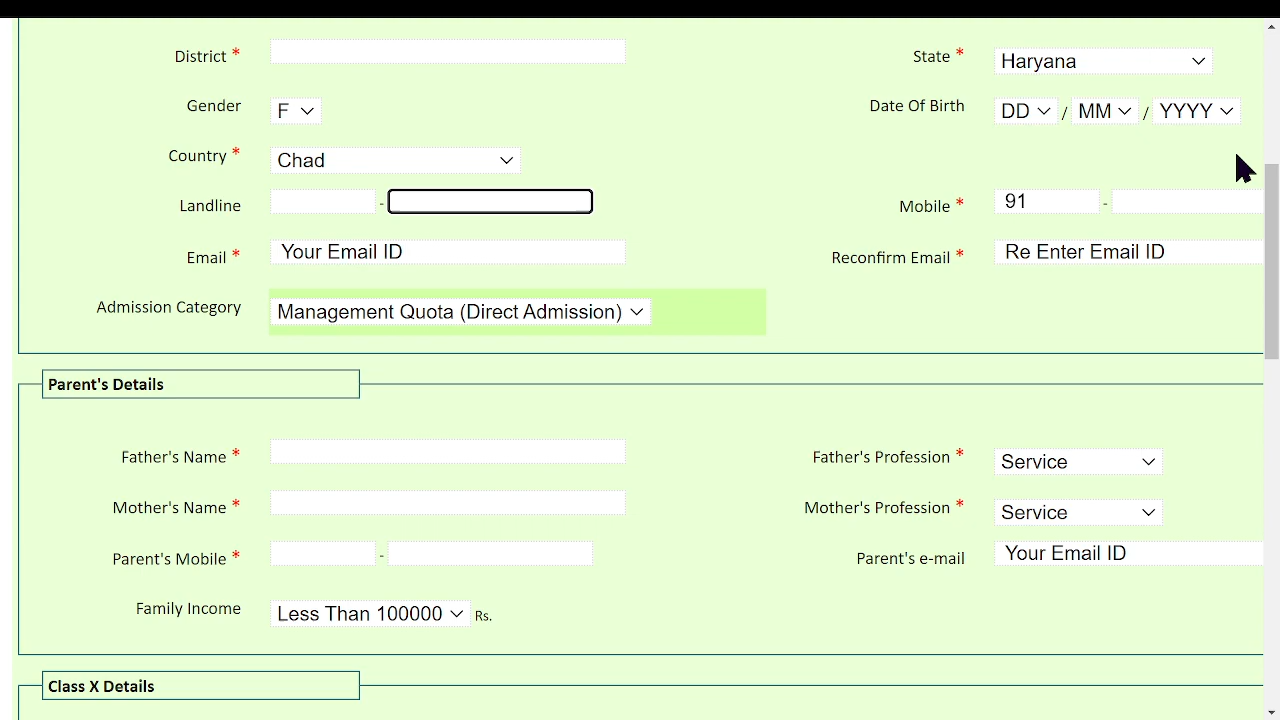 District * State * Haryana
Gender F Date Of Birth DD / MM / YYYY
Country * Chad
Landline - Mobile * 91 -
Email * Your Email ID Reconfirm Email * Re Enter Email ID
Admission Category Management Quota (Direct Admission)
Parent's Details
Father's Name * Father's Profession * Service
Mother's Name * Mother's Profession * Service
Parent's Mobile * - Parent's e-mail Your Email ID
Family Income Less Than 100000 Rs.
Class X Details